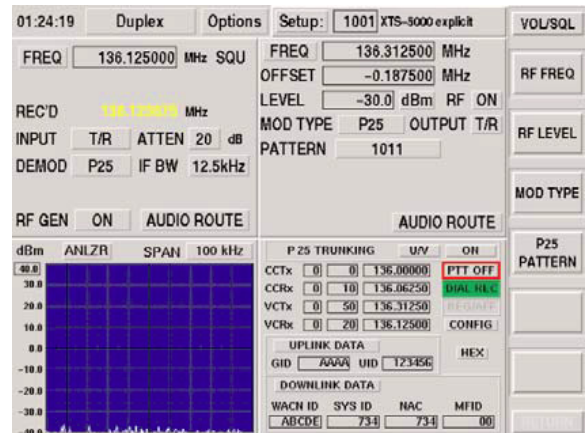 01:24:19 Duplex Options Setup: 1001 XTS-5000 explicit VOL/SQL
FREQ 136.125000 MHz SQU
REC'D MHz
INPUT T/R ATTEN 20 dB
DEMOD P25 IF BW 12.5kHz
RF GEN ON AUDIO ROUTE
FREQ 136.312500 MHz
OFFSET -0.187500 MHz
LEVEL -30.0 dBm RF ON
MOD TYPE P25 OUTPUT T/R
PATTERN 1011
AUDIO ROUTE
RF FREQ
RF LEVEL
MOD TYPE
P25
PATTERN
RETURN
dBm ANLZR SPAN 100 kHz
40.0
30.0
20.0
10.0
0.0
-10.0
-20.0
-30.0
-40.0
P25 TRUNKING U/V ON
CCTx 0 0 136.00000 PTT OFF
CCRx 0 10 136.06250 DIAL REC
VCTx 0 50 136.31250
VCRx 0 20 136.12500 CONFIG
UPLINK DATA
HEX
GID AAAA UID 123456
DOWNLINK DATA
WACN ID SYS ID NAC MFID
ABCDE 734 734 00